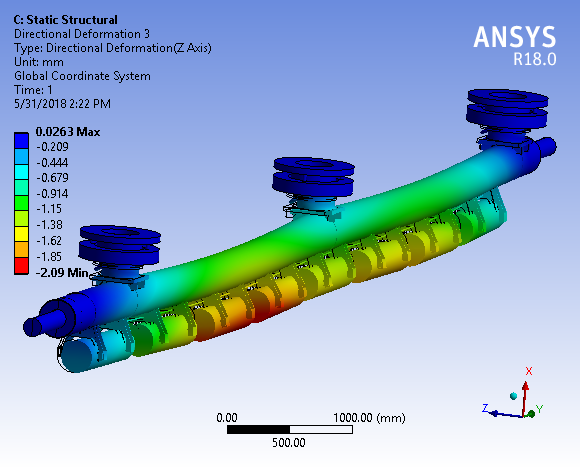 C: Static Structural
Directional Deformation 3
Type: Directional Deformation(Z Axis)
Unit: mm
Global Coordinate System
Time: 1
5/31/2018 2:22 PM
ANSYS
R18.0
0.0263 Max
-0.209
-0.444
-0.679
-0.914
-1.15
-1.38
-1.62
-1.85
-2.09 Min
0.00
1000.00 (mm)
500.00
X
Z
Y